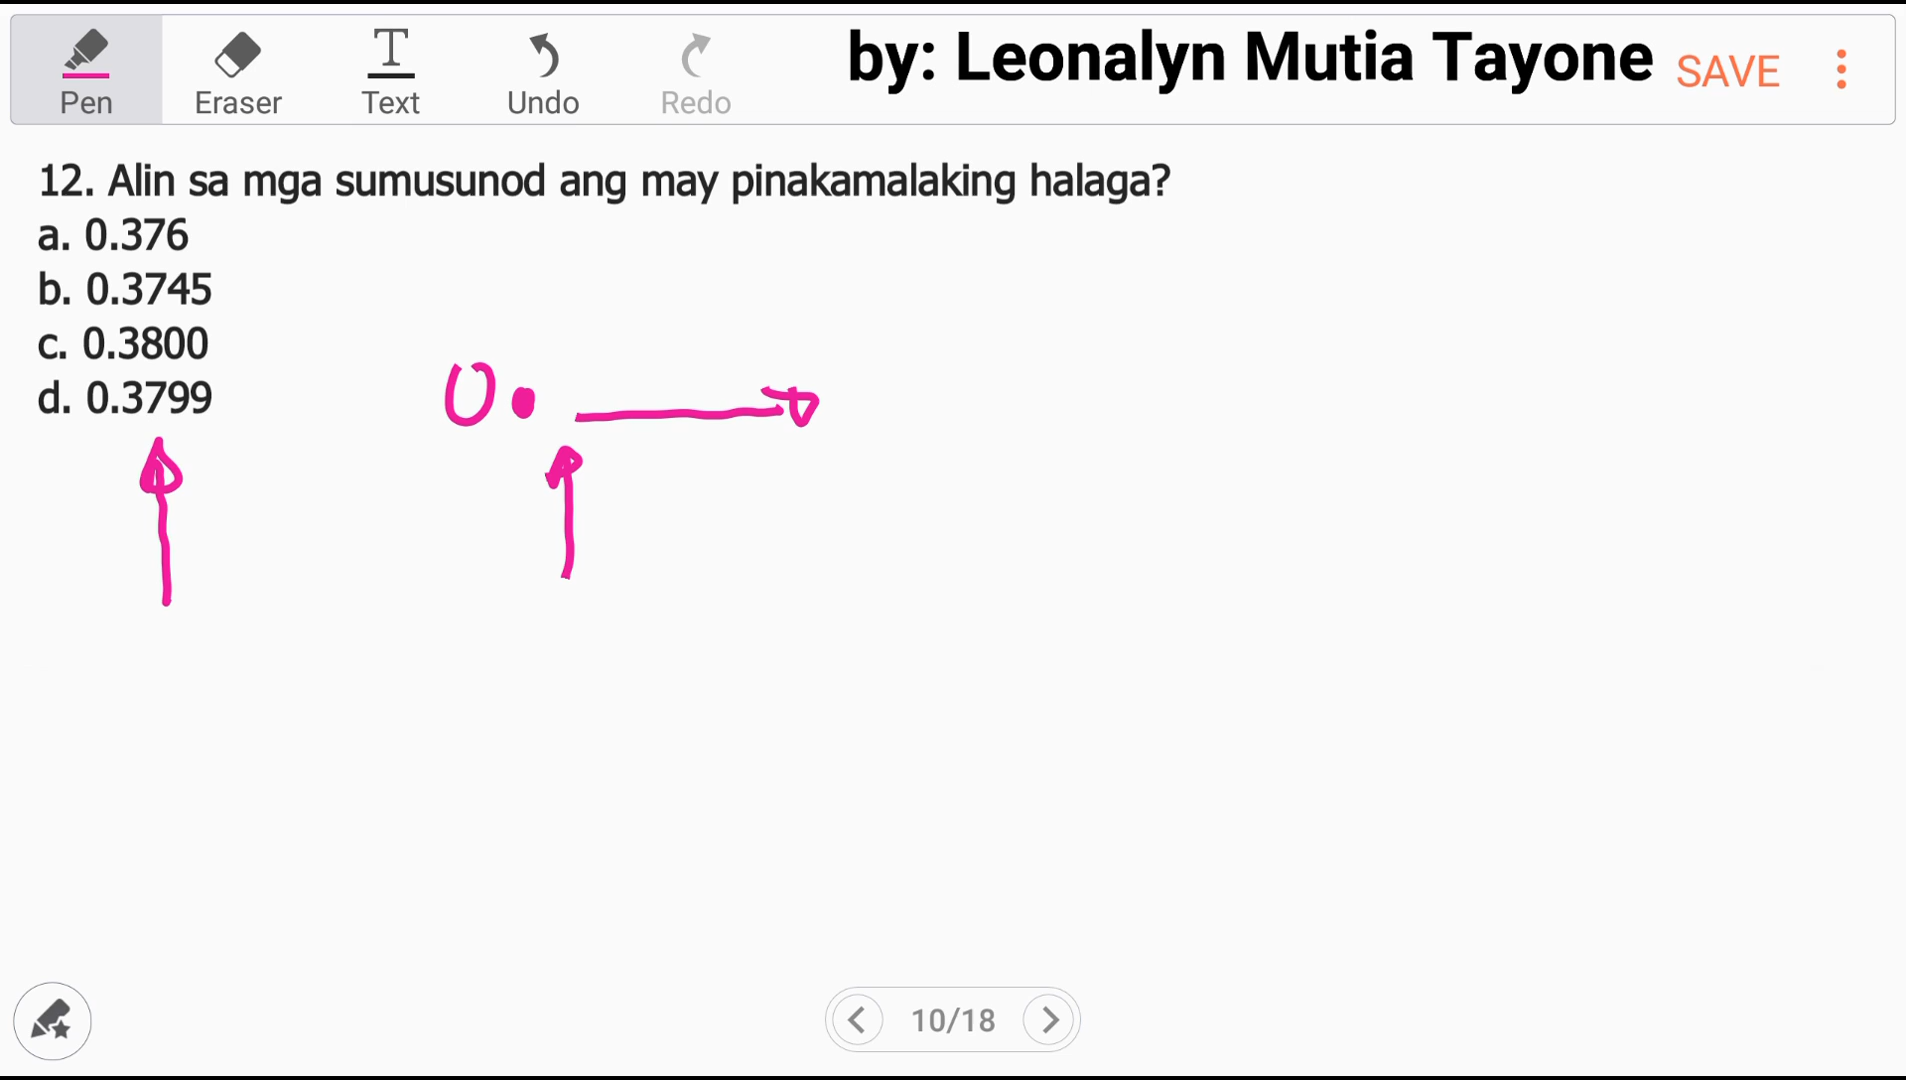 Pen
Eraser
Text
Undo
Redo
by: Leonalyn Mutia Tayone
SAVE
12. Alin sa mga sumusunod ang may pinakamalaking halaga?
a. 0.376
b. 0.3745
c. 0.3800
d. 0.3799
0.
10/18